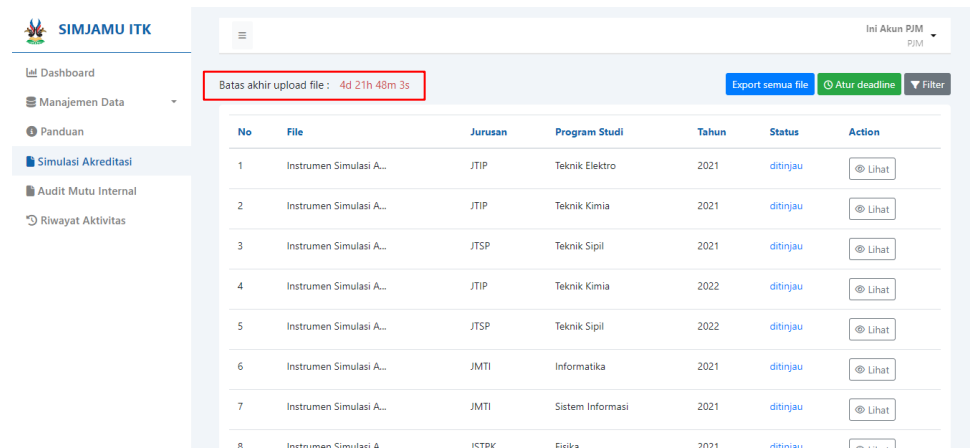 SIMJAMU ITK
Ini Akun PJM
PJM
Dashboard
Manajemen Data
Panduan
Simulasi Akreditasi
Audit Mutu Internal
Riwayat Aktivitas
Batas akhir upload file : 4d 21h 48m 3s
Export semua file Atur deadline Filter
No File Jurusan Program Studi Tahun Status Action
1 Instrumen Simulasi A... JTIP Teknik Elektro 2021 ditinjau Lihat
2 Instrumen Simulasi A... JTIP Teknik Kimia 2021 ditinjau Lihat
3 Instrumen Simulasi A... JTSP Teknik Sipil 2021 ditinjau Lihat
4 Instrumen Simulasi A... JTIP Teknik Kimia 2022 ditinjau Lihat
5 Instrumen Simulasi A... JTSP Teknik Sipil 2022 ditinjau Lihat
6 Instrumen Simulasi A... JMTI Informatika 2021 ditinjau Lihat
7 Instrumen Simulasi A... JMTI Sistem Informasi 2021 ditinjau Lihat
8 Instrumen Simulasi A... JSTPK Fisika 2021 ditinjau Lihat